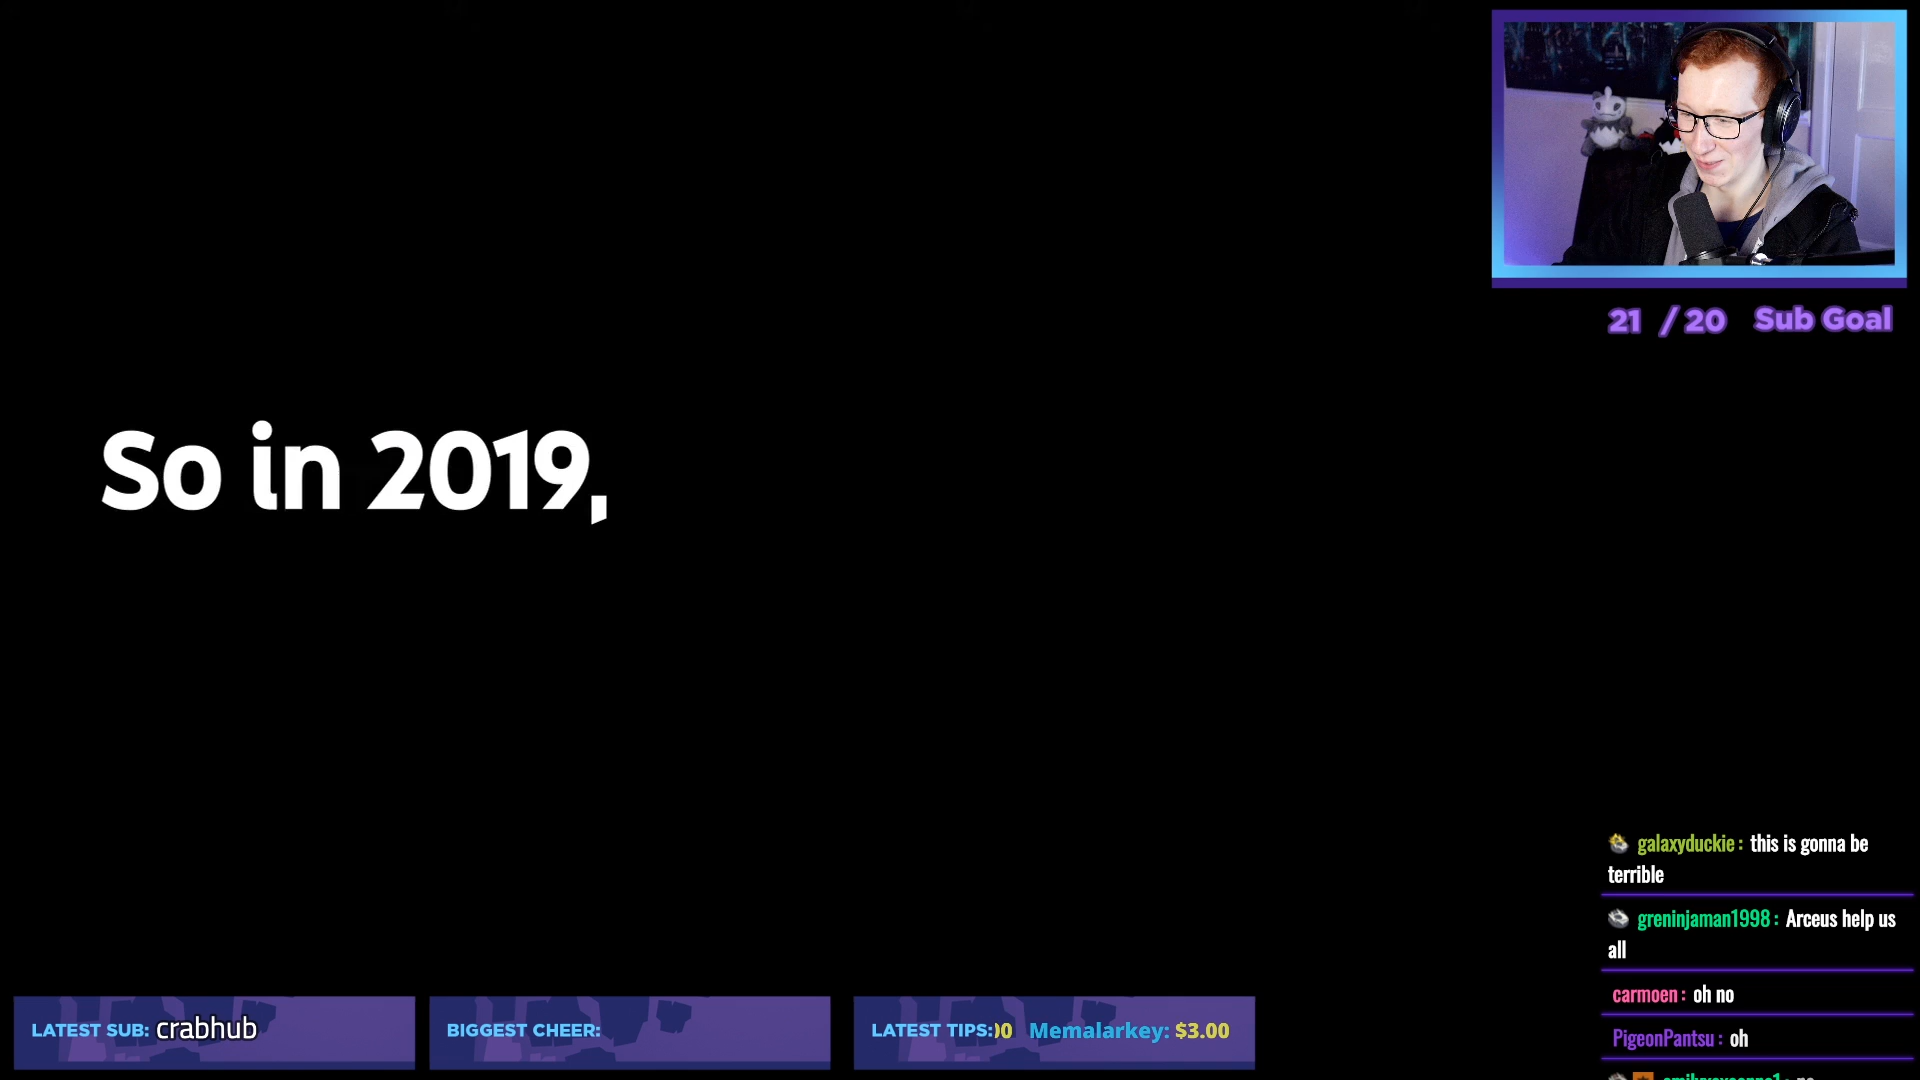 So in 2019,
21 / 20 Sub Goal
galaxyduckie: this is gonna be
terrible
greninjaman1998: Arceus help us
all
carmoen: oh no
PigeonPantsu: oh
LATEST SUB: crabhub
BIGGEST CHEER:
LATEST TIPS: Memalarkey: $3.00